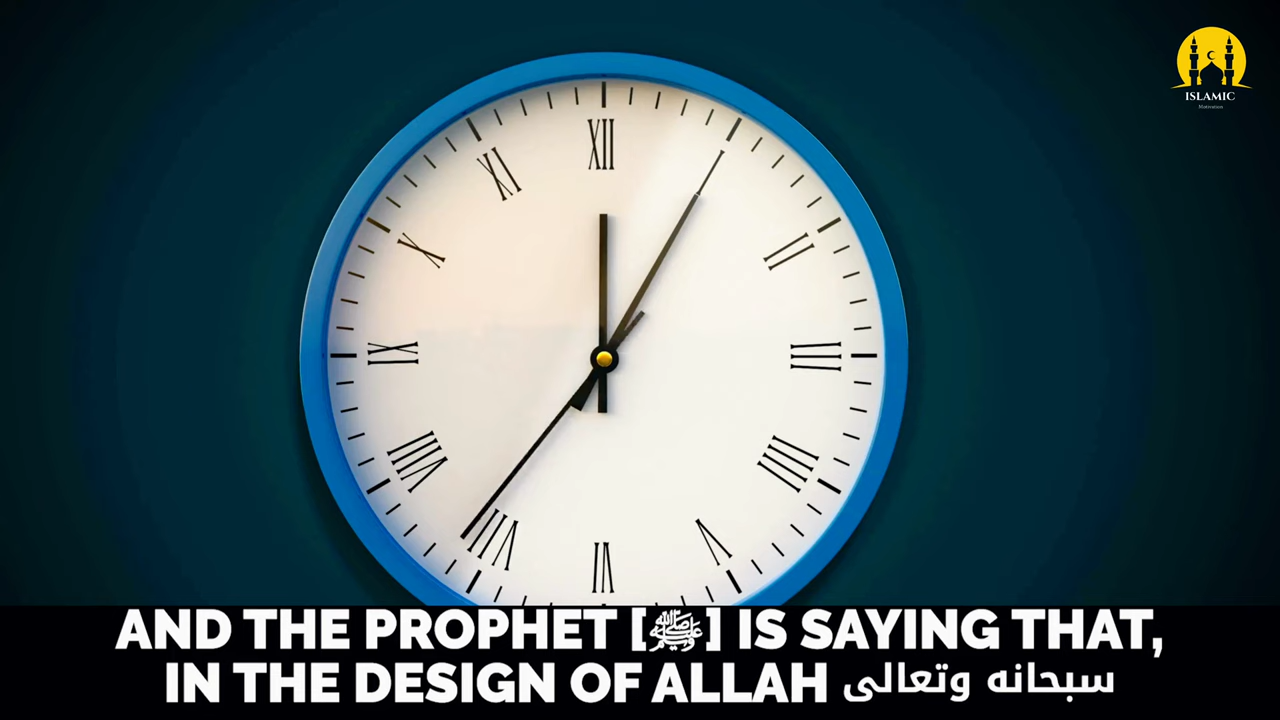 ISLAMIC
Motivation
XII
XI
X
II
IX
III
VIII
IIII
VII
VI
V
AND THE PROPHET [ﷺ] IS SAYING THAT,
IN THE DESIGN OF ALLAH سبحانه وتعالى